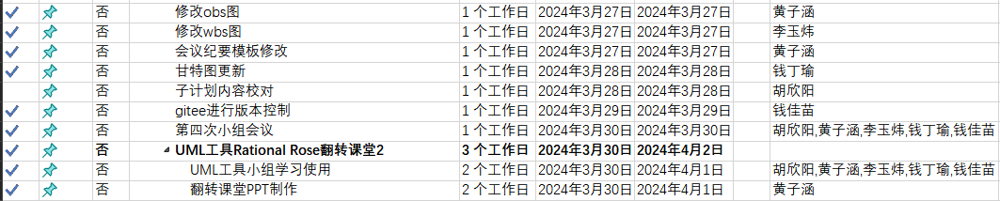 否 修改obs图 1 个工作日 2024年3月27日 2024年3月27日 黄子涵
否 修改wbs图 1 个工作日 2024年3月27日 2024年3月27日 李玉炜
否 会议纪要模板修改 1 个工作日 2024年3月27日 2024年3月27日 黄子涵
否 甘特图更新 1 个工作日 2024年3月28日 2024年3月28日 钱丁瑜
否 子计划内容校对 1 个工作日 2024年3月28日 2024年3月28日 胡欣阳
否 gitee进行版本控制 1 个工作日 2024年3月29日 2024年3月29日 钱佳苗
否 第四次小组会议 1 个工作日 2024年3月30日 2024年3月30日 胡欣阳,黄子涵,李玉炜,钱丁瑜,钱佳苗
否 UML工具Rational Rose翻转课堂2 3 个工作日 2024年3月30日 2024年4月2日
否 UML工具小组学习使用 2 个工作日 2024年3月30日 2024年4月1日 胡欣阳,黄子涵,李玉炜,钱丁瑜,钱佳苗
否 翻转课堂PPT制作 2 个工作日 2024年3月30日 2024年4月1日 黄子涵